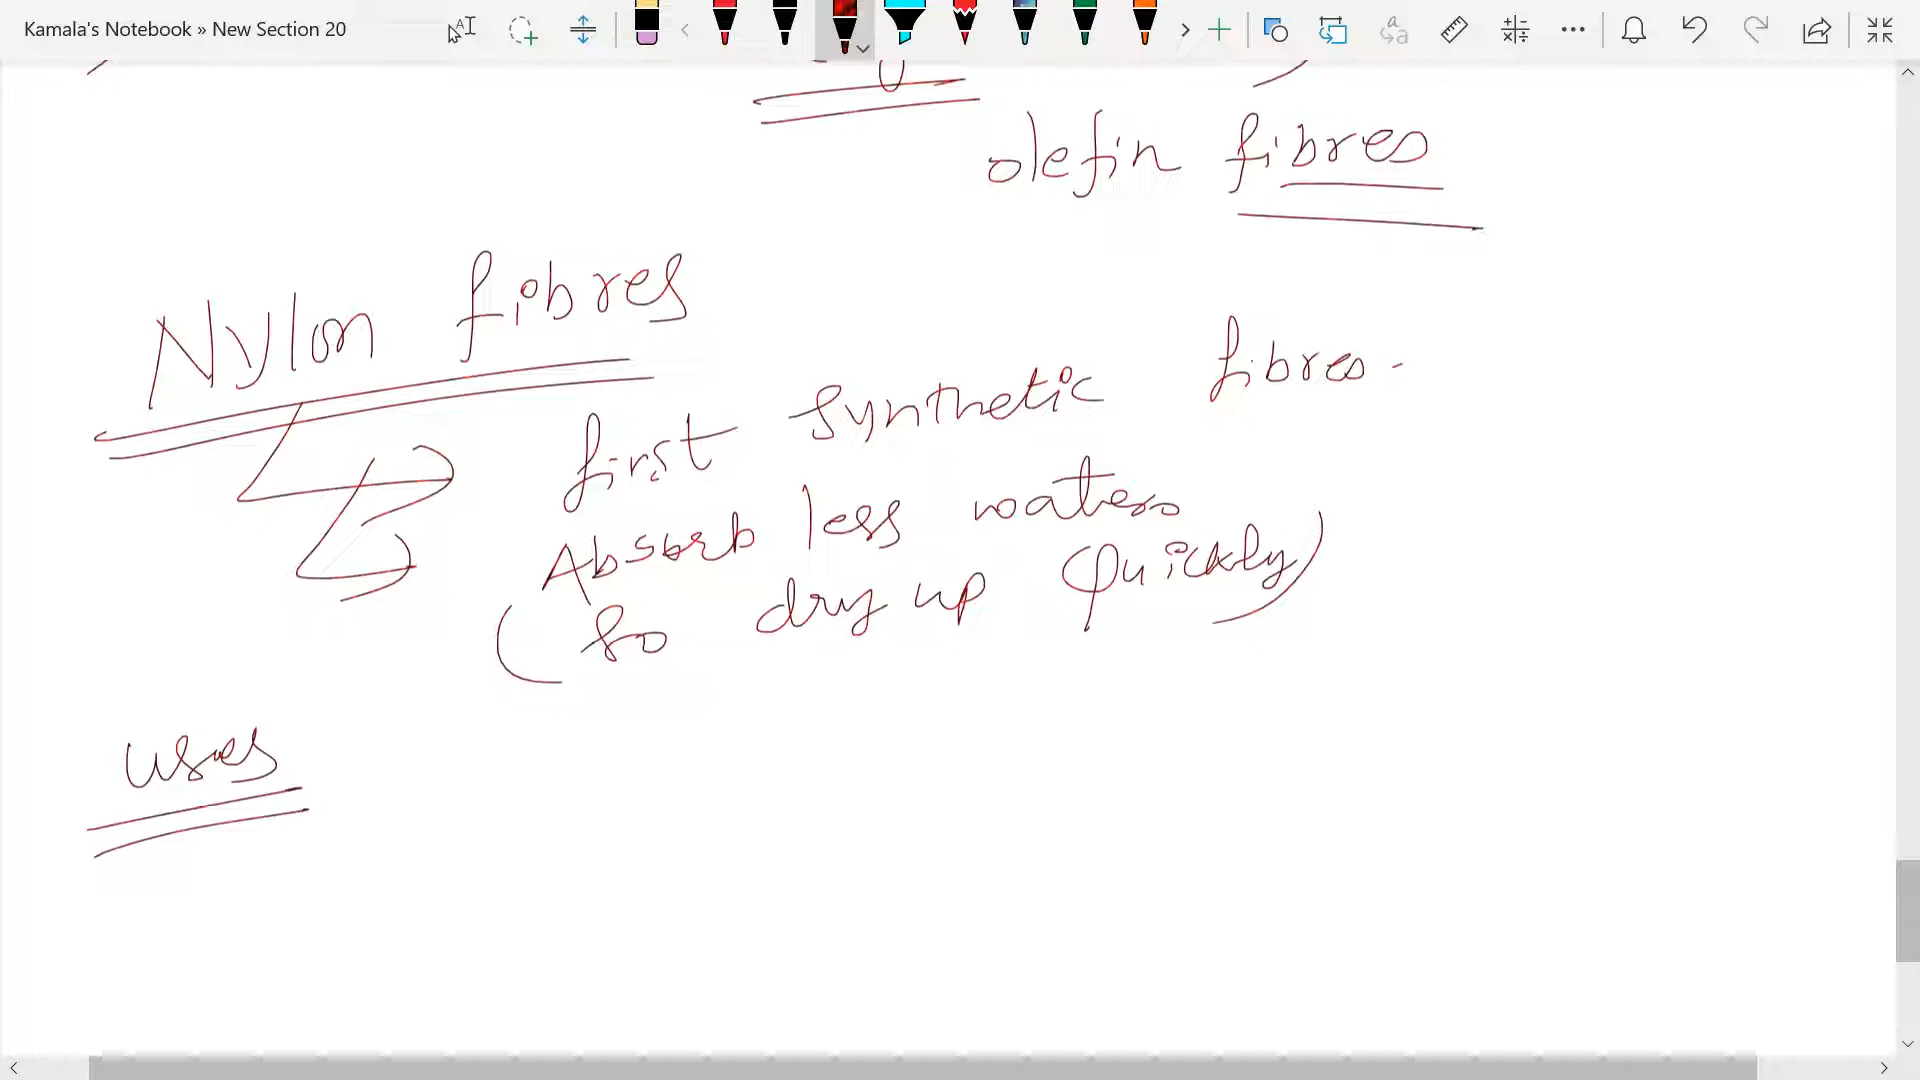 Kamala's Notebook » New Section 20
olefin fibres
Nylon fibres
first synthetic fibres.
Absorb less water
(so dry up quickly)
uses